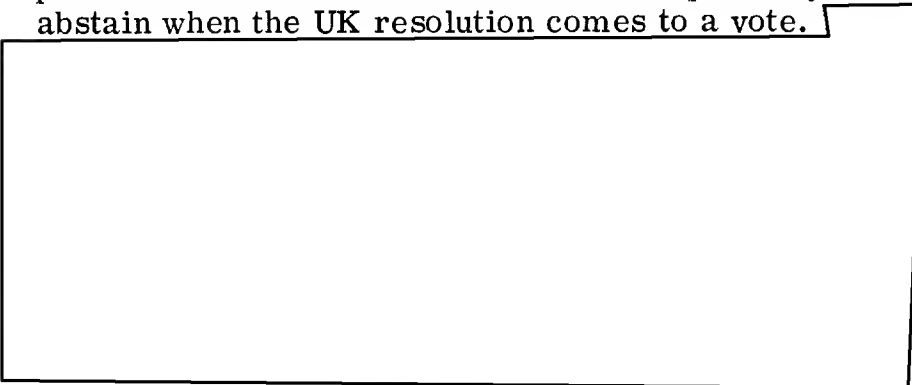 abstain when the UK resolution comes to a vote.